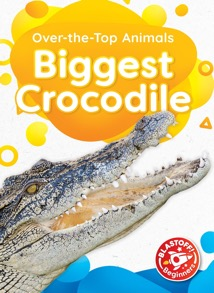 Over-the-Top Animals
Biggest
Crocodile
BLASTOFF!
Beginners